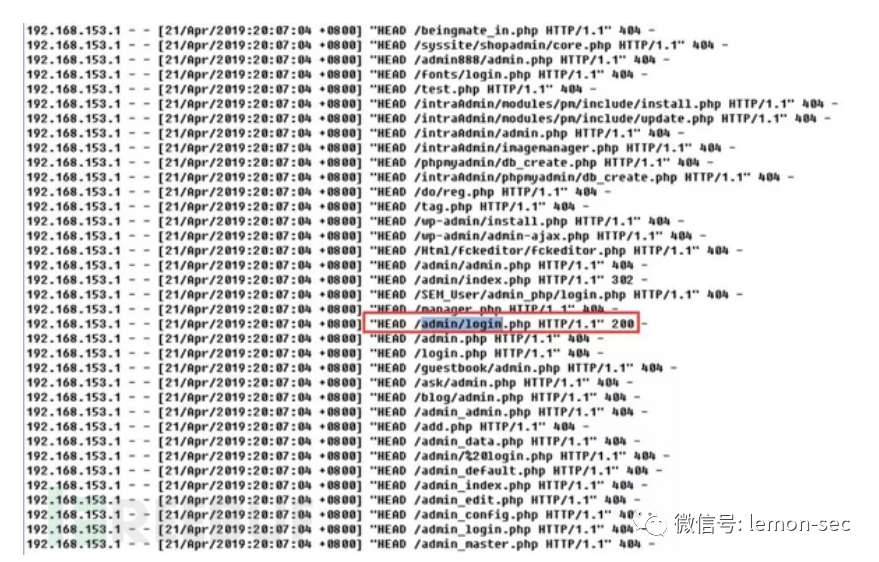 192.168.153.1 - - [21/Apr/2019:20:07:04 +0800] "HEAD /beingmate_in.php HTTP/1.1" 404 -
192.168.153.1 - - [21/Apr/2019:20:07:04 +0800] "HEAD /syssite/shopadmin/core.php HTTP/1.1" 404 -
192.168.153.1 - - [21/Apr/2019:20:07:04 +0800] "HEAD /admin888/admin.php HTTP/1.1" 404 -
192.168.153.1 - - [21/Apr/2019:20:07:04 +0800] "HEAD /fonts/login.php HTTP/1.1" 404 -
192.168.153.1 - - [21/Apr/2019:20:07:04 +0800] "HEAD /test.php HTTP/1.1" 404 -
192.168.153.1 - - [21/Apr/2019:20:07:04 +0800] "HEAD /intraAdmin/modules/pm/include/install.php HTTP/1.1" 404 -
192.168.153.1 - - [21/Apr/2019:20:07:04 +0800] "HEAD /intraAdmin/modules/pm/include/update.php HTTP/1.1" 404 -
192.168.153.1 - - [21/Apr/2019:20:07:04 +0800] "HEAD /intraAdmin/admin.php HTTP/1.1" 404 -
192.168.153.1 - - [21/Apr/2019:20:07:04 +0800] "HEAD /intraAdmin/imagemanager.php HTTP/1.1" 404 -
192.168.153.1 - - [21/Apr/2019:20:07:04 +0800] "HEAD /phpmyadmin/db_create.php HTTP/1.1" 404 -
192.168.153.1 - - [21/Apr/2019:20:07:04 +0800] "HEAD /intraAdmin/phpmyadmin/db_create.php HTTP/1.1" 404 -
192.168.153.1 - - [21/Apr/2019:20:07:04 +0800] "HEAD /do/reg.php HTTP/1.1" 404 -
192.168.153.1 - - [21/Apr/2019:20:07:04 +0800] "HEAD /tag.php HTTP/1.1" 404 -
192.168.153.1 - - [21/Apr/2019:20:07:04 +0800] "HEAD /wp-admin/install.php HTTP/1.1" 404 -
192.168.153.1 - - [21/Apr/2019:20:07:04 +0800] "HEAD /wp-admin/admin-ajax.php HTTP/1.1" 404 -
192.168.153.1 - - [21/Apr/2019:20:07:04 +0800] "HEAD /Html/fckeditor/fckeditor.php HTTP/1.1" 404 -
192.168.153.1 - - [21/Apr/2019:20:07:04 +0800] "HEAD /admin/admin.php HTTP/1.1" 404 -
192.168.153.1 - - [21/Apr/2019:20:07:04 +0800] "HEAD /admin/index.php HTTP/1.1" 302 -
192.168.153.1 - - [21/Apr/2019:20:07:04 +0800] "HEAD /SEM_User/admin_php/login.php HTTP/1.1" 404 -
192.168.153.1 - - [21/Apr/2019:20:07:04 +0800] "HEAD /manager.php HTTP/1.1" 404 -
192.168.153.1 - - [21/Apr/2019:20:07:04 +0800] "HEAD /admin/login.php HTTP/1.1" 200 -
192.168.153.1 - - [21/Apr/2019:20:07:04 +0800] "HEAD /admin.php HTTP/1.1" 404 -
192.168.153.1 - - [21/Apr/2019:20:07:04 +0800] "HEAD /login.php HTTP/1.1" 404 -
192.168.153.1 - - [21/Apr/2019:20:07:04 +0800] "HEAD /guestbook/admin.php HTTP/1.1" 404 -
192.168.153.1 - - [21/Apr/2019:20:07:04 +0800] "HEAD /ask/admin.php HTTP/1.1" 404 -
192.168.153.1 - - [21/Apr/2019:20:07:04 +0800] "HEAD /blog/admin.php HTTP/1.1" 404 -
192.168.153.1 - - [21/Apr/2019:20:07:04 +0800] "HEAD /admin_admin.php HTTP/1.1" 404 -
192.168.153.1 - - [21/Apr/2019:20:07:04 +0800] "HEAD /add.php HTTP/1.1" 404 -
192.168.153.1 - - [21/Apr/2019:20:07:04 +0800] "HEAD /admin_data.php HTTP/1.1" 404 -
192.168.153.1 - - [21/Apr/2019:20:07:04 +0800] "HEAD /admin/%20login.php HTTP/1.1" 404 -
192.168.153.1 - - [21/Apr/2019:20:07:04 +0800] "HEAD /admin_default.php HTTP/1.1" 404 -
192.168.153.1 - - [21/Apr/2019:20:07:04 +0800] "HEAD /admin_index.php HTTP/1.1" 404 -
192.168.153.1 - - [21/Apr/2019:20:07:04 +0800] "HEAD /admin_edit.php HTTP/1.1" 404 -
192.168.153.1 - - [21/Apr/2019:20:07:04 +0800] "HEAD /admin_config.php HTTP/1.1" 404
192.168.153.1 - - [21/Apr/2019:20:07:04 +0800] "HEAD /admin_login.php HTTP/1.1" 404 -
192.168.153.1 - - [21/Apr/2019:20:07:04 +0800] "HEAD /admin_master.php HTTP/1.1" 404 -
微信号: lemon-sec